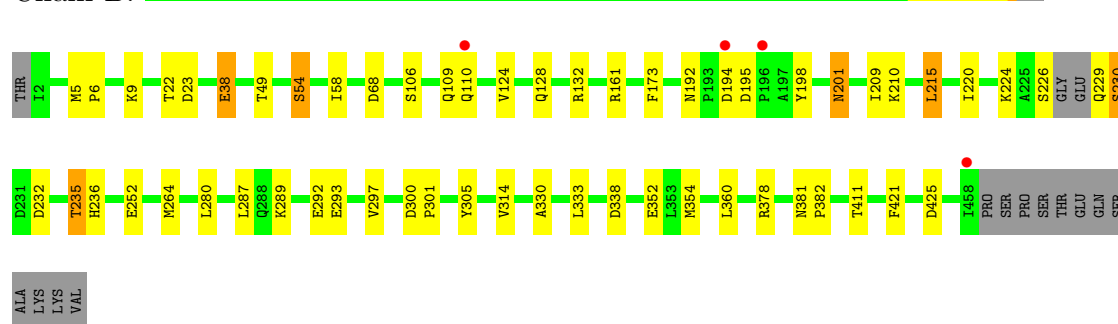 THR I2 M5 P6 K9 T22 D23 E38 T49 S54 I58 D68 S106 Q109 Q110 V124 Q128 R132 R161 F173 N192 P193 D194 D195 P196 A197 Y198 N201 I209 K210 L215 I220 K224 A225 S226 GLY GLU Q229 S230
D231 D232 T235 H236 E252 M264 L280 L287 Q288 K289 E292 E293 V297 D300 P301 Y305 V314 A330 L333 D338 E352 L353 M354 L360 R378 N381 P382 T411 F421 D425 I458 PRO SER PRO SER THR GLU GLN SER
ALA LYS LYS VAL